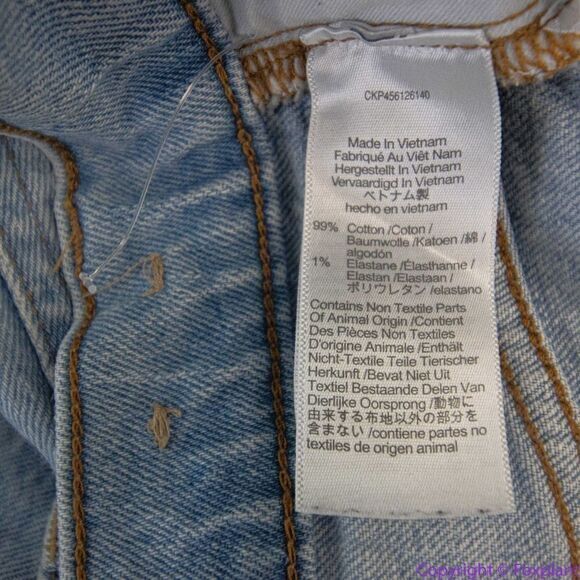 CKP456126140
Made In Vietnam
Fabriqué Au Viêt Nam
Hergestellt In Vietnam
Vervaardigd In Vietnam
ベトナム製
hecho en vietnam
99% Cotton /Coton /
Baumwolle /Katoen /綿 /
algodón
1% Elastane /Élasthanne /
Elastan /Elastaan /
ポリウレタン /elastano
Contains Non Textile Parts
Of Animal Origin /Contient
Des Pièces Non Textiles
D'origine Animale /Enthält
Nicht-Textile Teile Tierischer
Herkunft /Bevat Niet Uit
Textiel Bestaande Delen Van
Dierlijke Oorsprong /動物に
由来する布地以外の部分を
含まない /contiene partes no
textiles de origen animal
Copyright © Foxplant